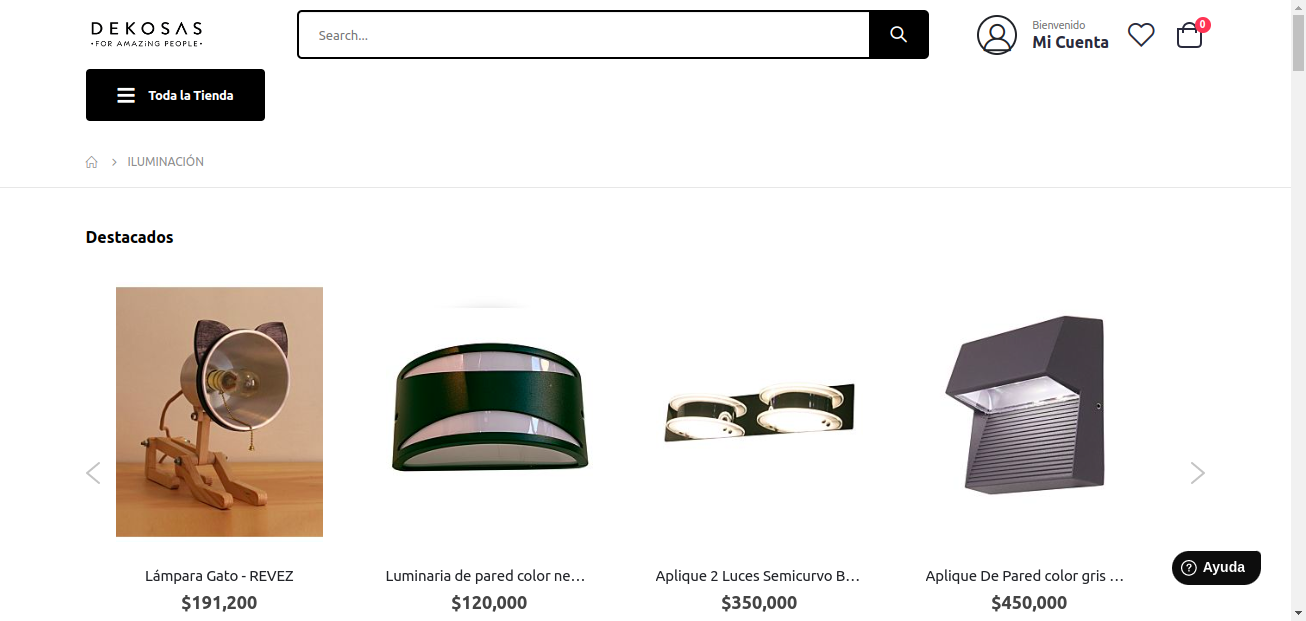 DEKOSAS
•FOR AMAZiNG PEOPLE•
Search...
Bienvenido
Mi Cuenta
0
Toda la Tienda
ILUMINACIÓN
Destacados
Lámpara Gato - REVEZ
$191,200
Luminaria de pared color ne...
$120,000
Aplique 2 Luces Semicurvo B...
$350,000
Aplique De Pared color gris ...
$450,000
? Ayuda